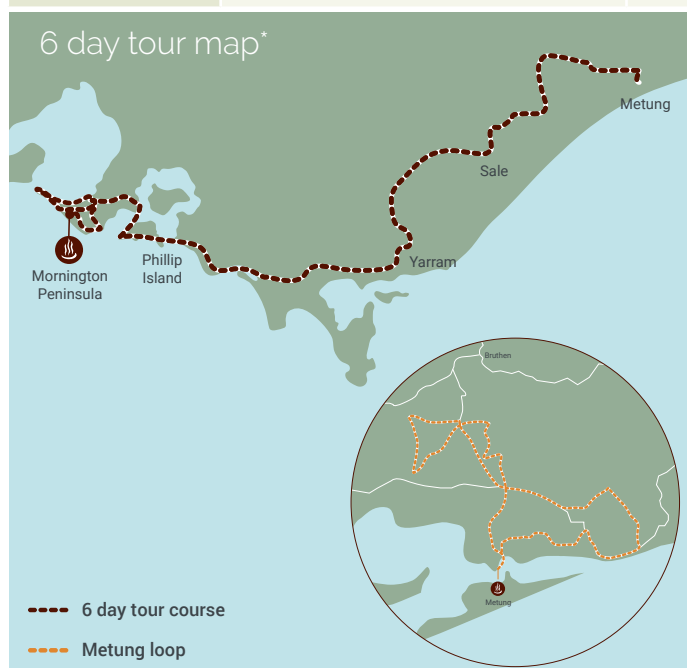 6 day tour map*
Metung
Sale
Yarram
Phillip
Island
Mornington
Peninsula
Bruthen
Metung
6 day tour course
Metung loop